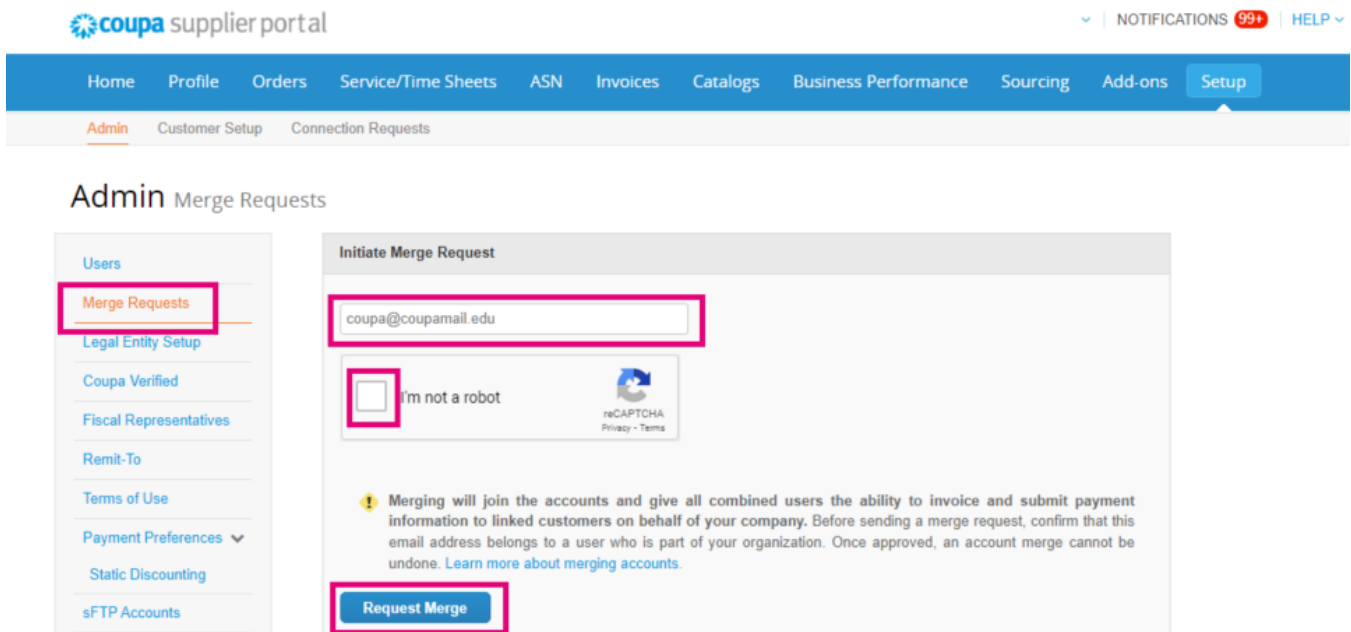 coupa supplier portal
NOTIFICATIONS 99+ HELP
Home Profile Orders Service/Time Sheets ASN Invoices Catalogs Business Performance Sourcing Add-ons Setup
Admin Customer Setup Connection Requests
Admin Merge Requests
Users
Merge Requests
Legal Entity Setup
Coupa Verified
Fiscal Representatives
Remit-To
Terms of Use
Payment Preferences
Static Discounting
sFTP Accounts
Initiate Merge Request
coupa@coupamail.edu
I'm not a robot
reCAPTCHA
Privacy - Terms
Merging will join the accounts and give all combined users the ability to invoice and submit payment
information to linked customers on behalf of your company. Before sending a merge request, confirm that this
email address belongs to a user who is part of your organization. Once approved, an account merge cannot be
undone. Learn more about merging accounts.
Request Merge